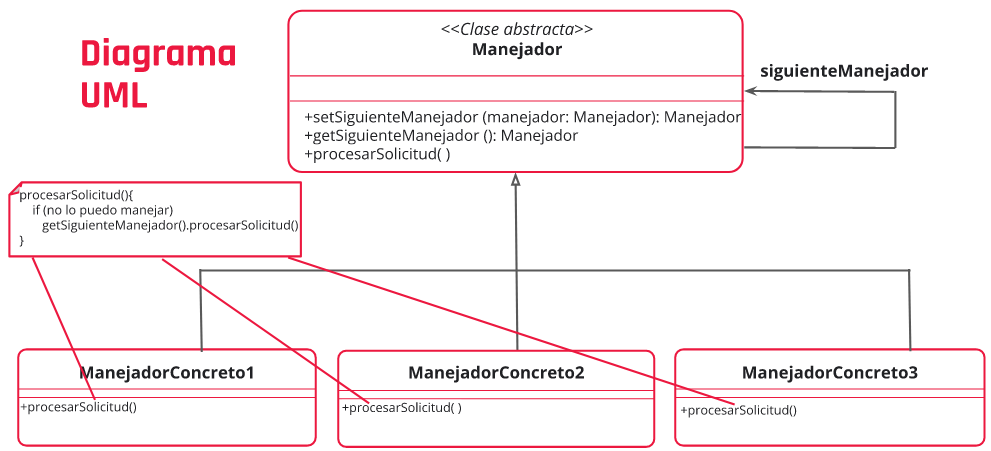 Diagrama
UML
<<Clase abstracta>>
Manejador
siguienteManejador
+setSiguienteManejador (manejador: Manejador): Manejador
+getSiguienteManejador (): Manejador
+procesarSolicitud( )
procesarSolicitud(){
if (no lo puedo manejar)
getSiguienteManejador().procesarSolicitud()
}
ManejadorConcreto1
+procesarSolicitud()
ManejadorConcreto2
+procesarSolicitud( )
ManejadorConcreto3
+procesarSolicitud()